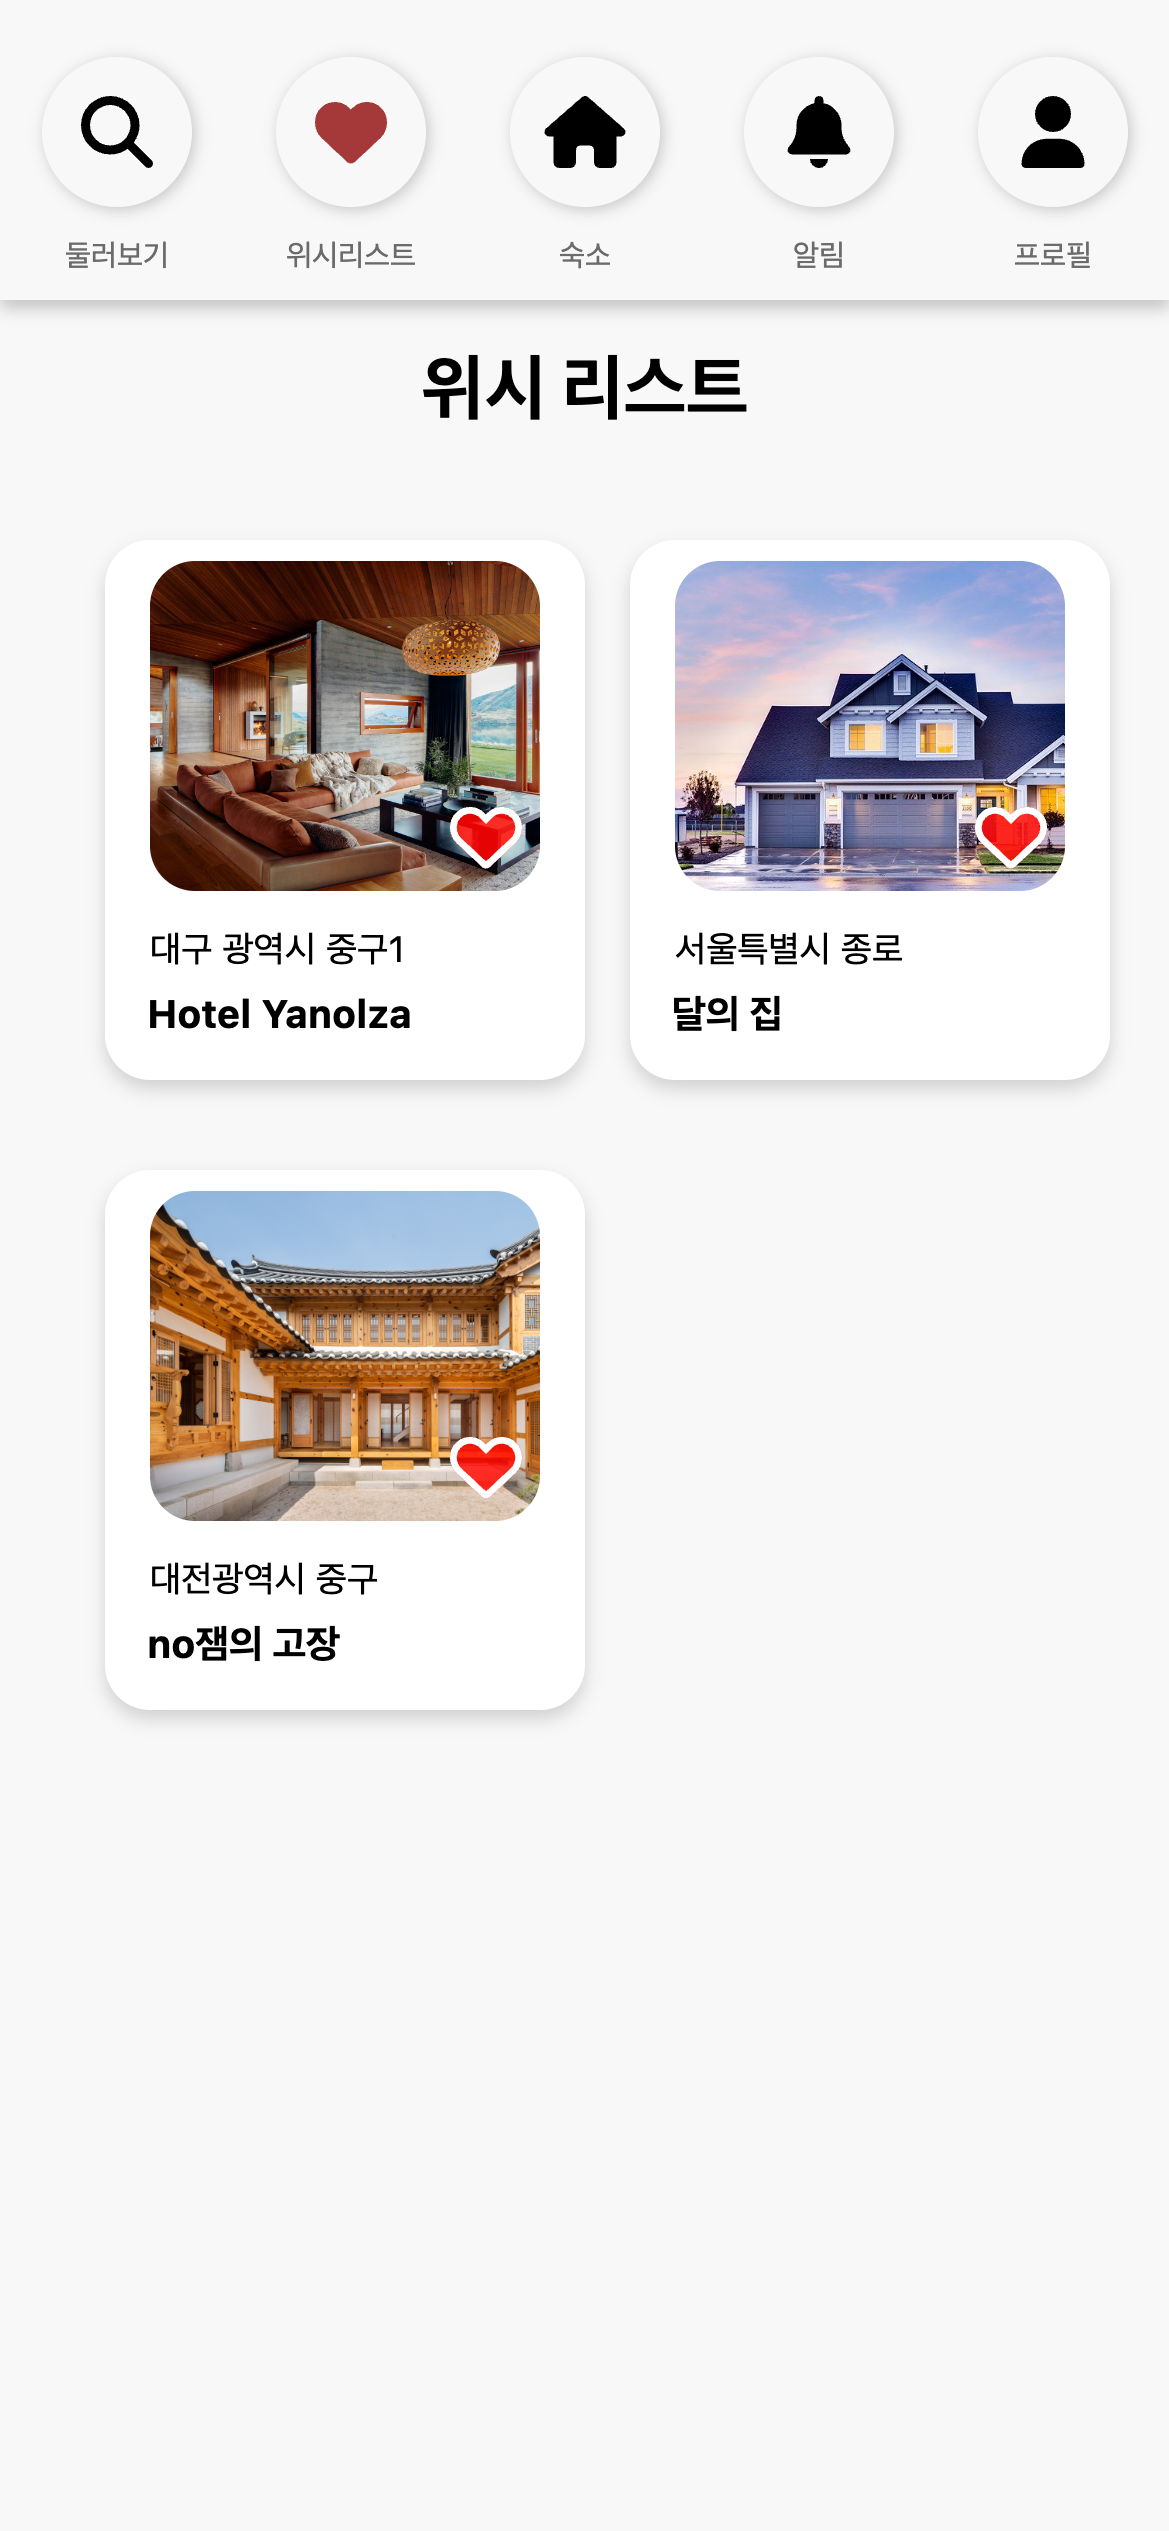 둘러보기
위시리스트
숙소
알림
프로필
위시 리스트
대구 광역시 중구1
Hotel Yanolza
서울특별시 종로
달의 집
대전광역시 중구
no잼의 고장